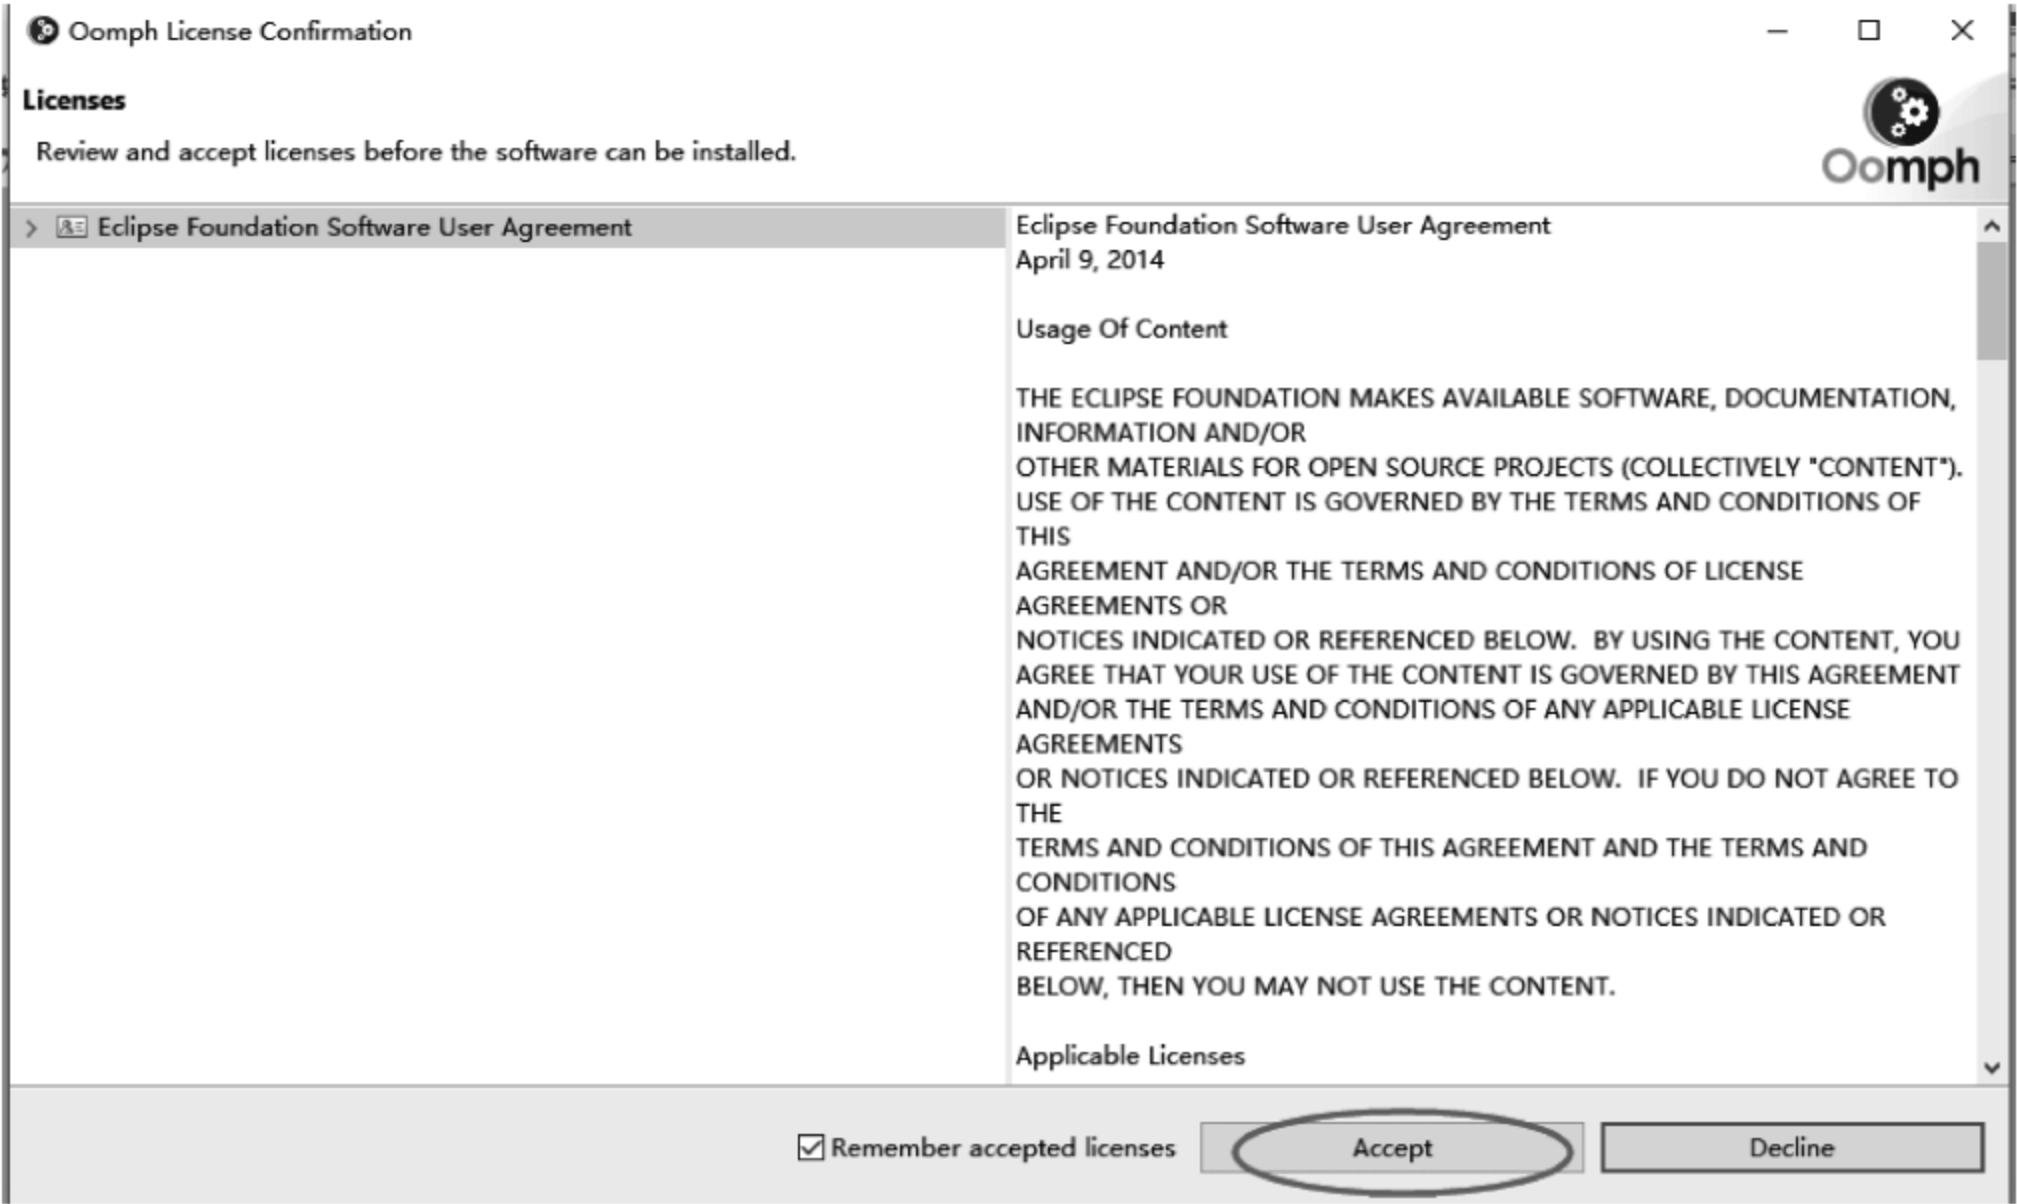 Oomph License Confirmation
Licenses
Review and accept licenses before the software can be installed.
Oomph
Eclipse Foundation Software User Agreement
Eclipse Foundation Software User Agreement
April 9, 2014
Usage Of Content
THE ECLIPSE FOUNDATION MAKES AVAILABLE SOFTWARE, DOCUMENTATION,
INFORMATION AND/OR
OTHER MATERIALS FOR OPEN SOURCE PROJECTS (COLLECTIVELY "CONTENT").
USE OF THE CONTENT IS GOVERNED BY THE TERMS AND CONDITIONS OF
THIS
AGREEMENT AND/OR THE TERMS AND CONDITIONS OF LICENSE
AGREEMENTS OR
NOTICES INDICATED OR REFERENCED BELOW.  BY USING THE CONTENT, YOU
AGREE THAT YOUR USE OF THE CONTENT IS GOVERNED BY THIS AGREEMENT
AND/OR THE TERMS AND CONDITIONS OF ANY APPLICABLE LICENSE
AGREEMENTS
OR NOTICES INDICATED OR REFERENCED BELOW.  IF YOU DO NOT AGREE TO
THE
TERMS AND CONDITIONS OF THIS AGREEMENT AND THE TERMS AND
CONDITIONS
OF ANY APPLICABLE LICENSE AGREEMENTS OR NOTICES INDICATED OR
REFERENCED
BELOW, THEN YOU MAY NOT USE THE CONTENT.
Applicable Licenses
Remember accepted licenses
Accept
Decline